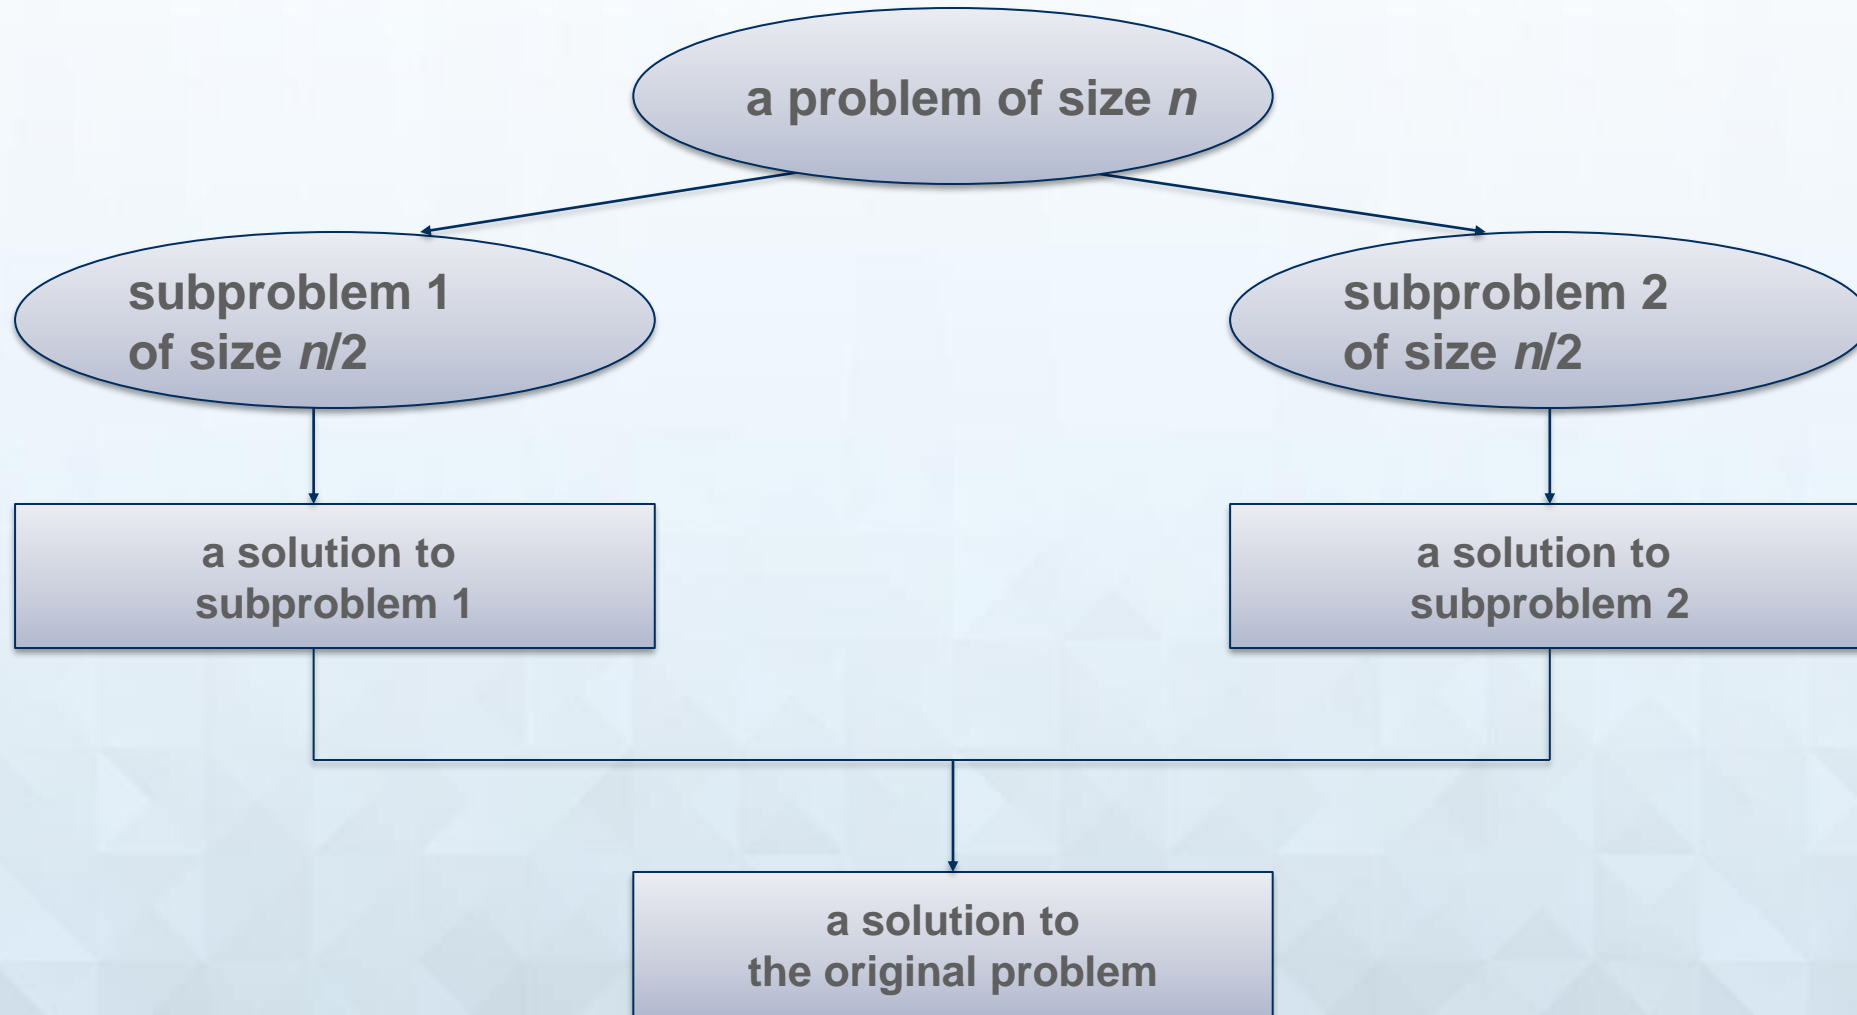 a problem of size n
subproblem 1
of size n/2
subproblem 2
of size n/2
a solution to
subproblem 1
a solution to
subproblem 2
a solution to
the original problem